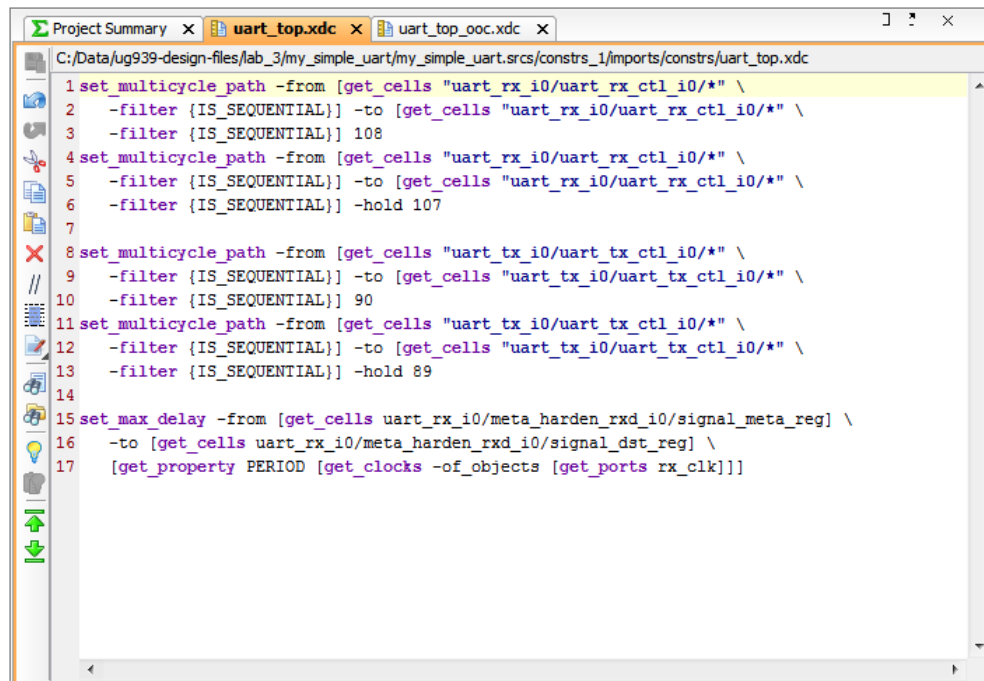 Project Summary x uart_top.xdc x uart_top_ooc.xdc x
C:/Data/ug939-design-files/lab_3/my_simple_uart/my_simple_uart.srcs/constrs_1/imports/constrs/uart_top.xdc
1 set_multicycle_path -from [get_cells "uart_rx_i0/uart_rx_ctl_i0/*" \
2 -filter {IS_SEQUENTIAL}] -to [get_cells "uart_rx_i0/uart_rx_ctl_i0/*" \
3 -filter {IS_SEQUENTIAL}] 108
4 set_multicycle_path -from [get_cells "uart_rx_i0/uart_rx_ctl_i0/*" \
5 -filter {IS_SEQUENTIAL}] -to [get_cells "uart_rx_i0/uart_rx_ctl_i0/*" \
6 -filter {IS_SEQUENTIAL}] -hold 107
7
8 set_multicycle_path -from [get_cells "uart_tx_i0/uart_tx_ctl_i0/*" \
9 -filter {IS_SEQUENTIAL}] -to [get_cells "uart_tx_i0/uart_tx_ctl_i0/*" \
10 -filter {IS_SEQUENTIAL}] 90
11 set_multicycle_path -from [get_cells "uart_tx_i0/uart_tx_ctl_i0/*" \
12 -filter {IS_SEQUENTIAL}] -to [get_cells "uart_tx_i0/uart_tx_ctl_i0/*" \
13 -filter {IS_SEQUENTIAL}] -hold 89
14
15 set_max_delay -from [get_cells uart_rx_i0/meta_harden_rxd_i0/signal_meta_reg] \
16 -to [get_cells uart_rx_i0/meta_harden_rxd_i0/signal_dst_reg] \
17 [get_property PERIOD [get_clocks -of_objects [get_ports rx_clk]]]